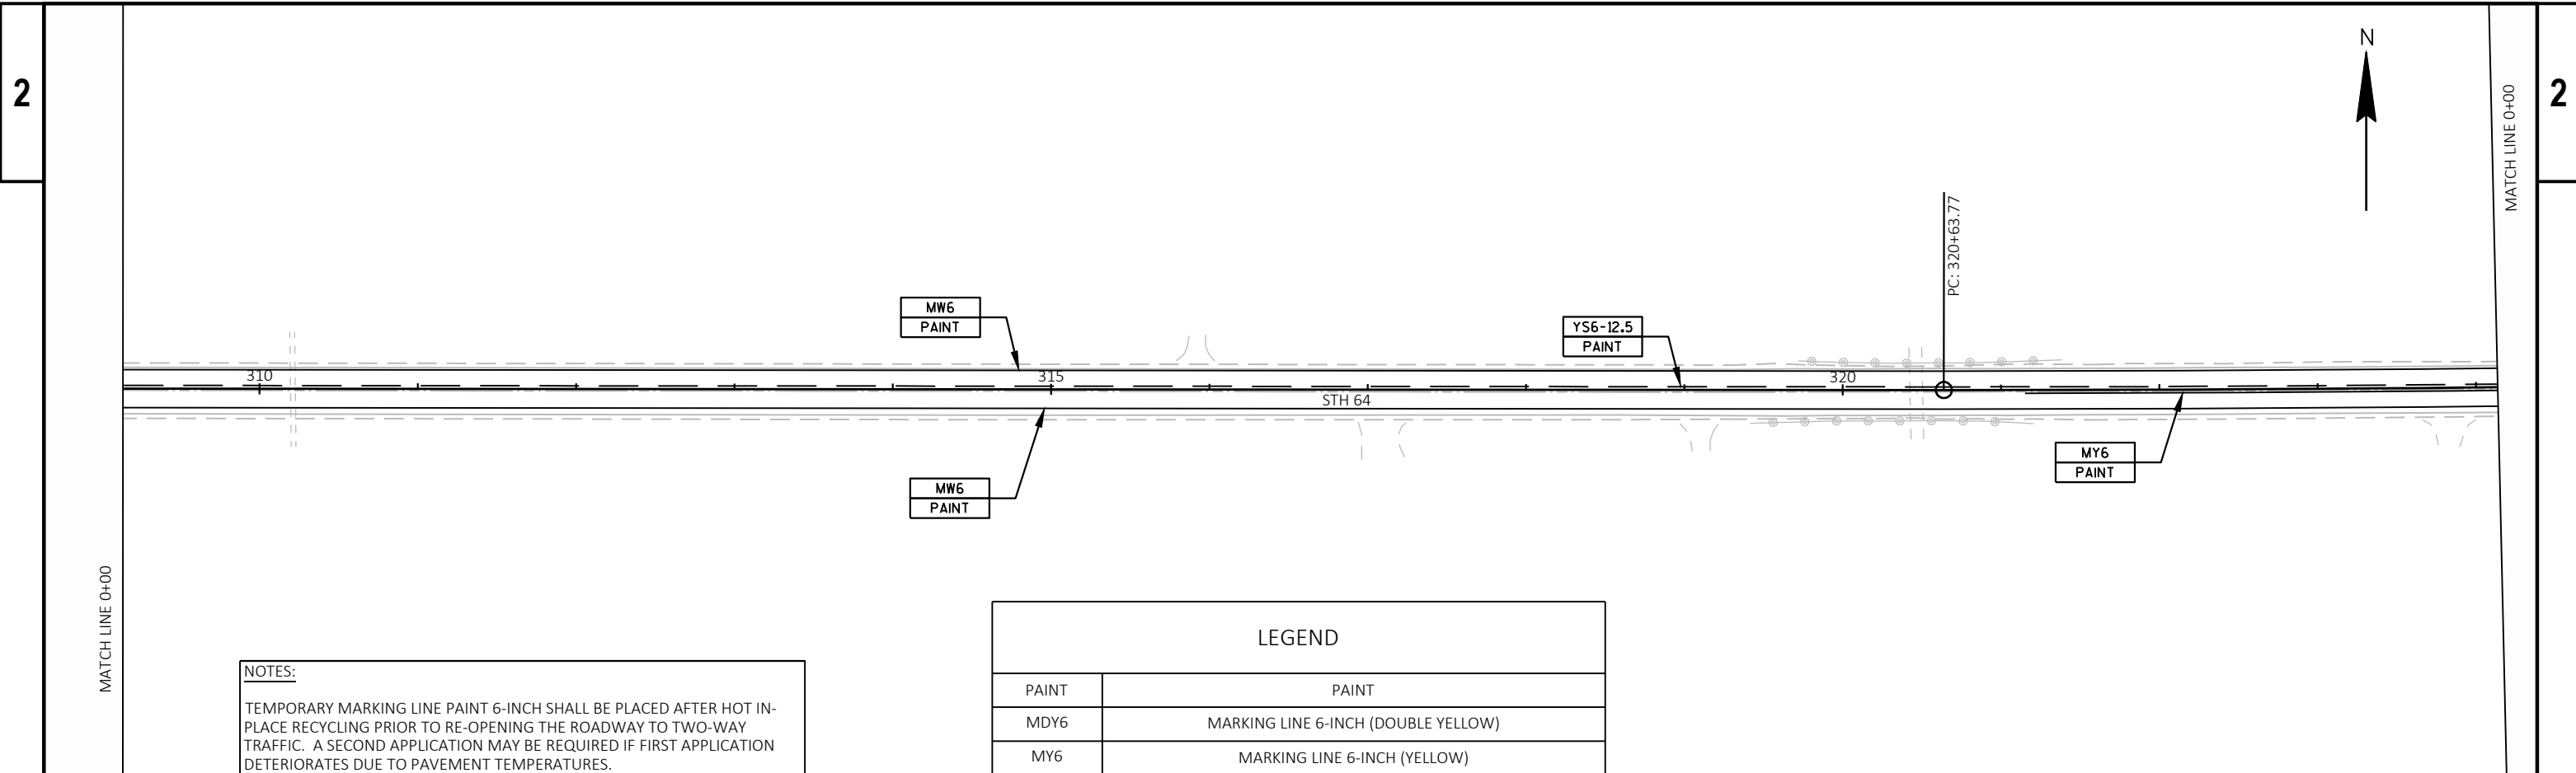 2
2
N
MATCH LINE 0+00
PC: 320+63.77
MW6
PAINT
YS6-12.5
PAINT
310
315
320
STH 64
MY6
PAINT
MW6
PAINT
MATCH LINE 0+00
NOTES:
TEMPORARY MARKING LINE PAINT 6-INCH SHALL BE PLACED AFTER HOT IN-
PLACE RECYCLING PRIOR TO RE-OPENING THE ROADWAY TO TWO-WAY
TRAFFIC.  A SECOND APPLICATION MAY BE REQUIRED IF FIRST APPLICATION
DETERIORATES DUE TO PAVEMENT TEMPERATURES.
LEGEND
PAINT PAINT
MDY6 MARKING LINE 6-INCH (DOUBLE YELLOW)
MY6 MARKING LINE 6-INCH (YELLOW)